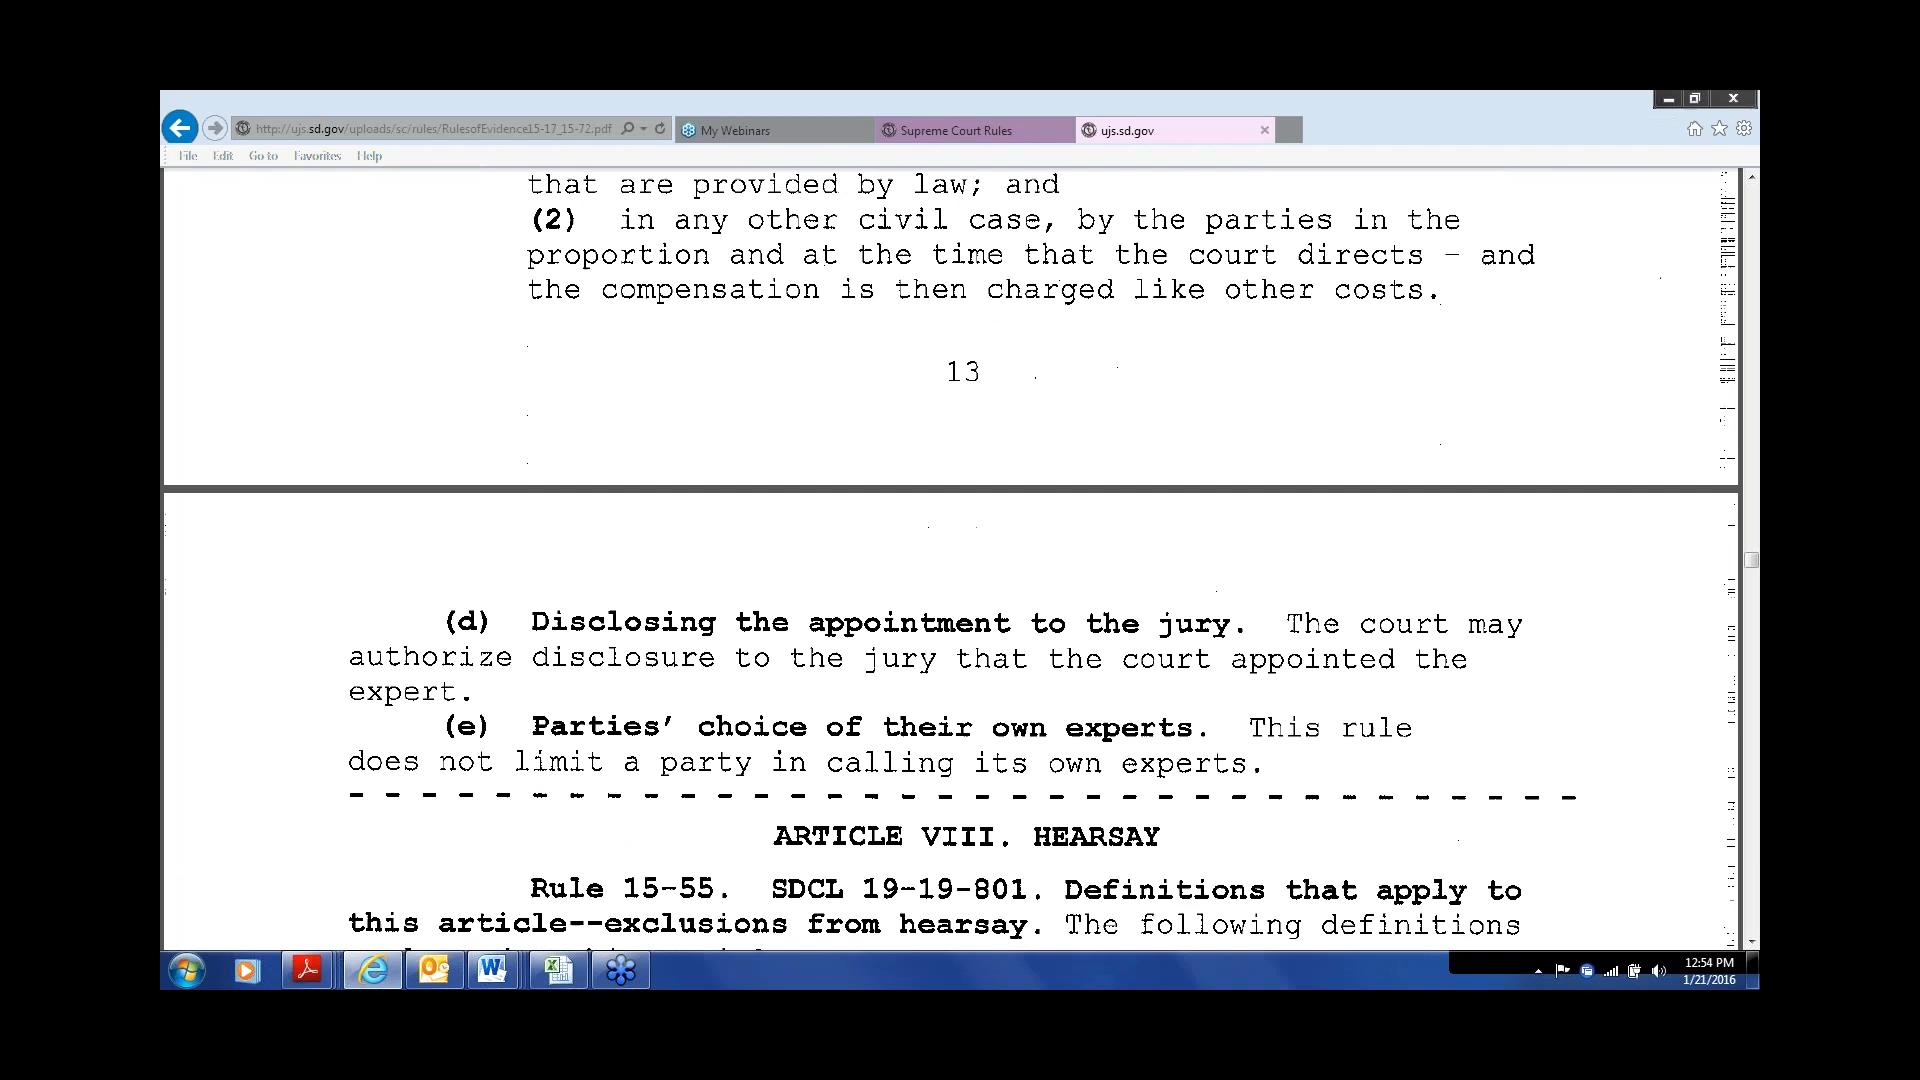 http://ujs.sd.gov/uploads/sc/rules/RulesofEvidence15-17_15-72.pdf
My Webinars
Supreme Court Rules
ujs.sd.gov
File Edit Go to Favorites Help
that are provided by law; and
(2) in any other civil case, by the parties in the
proportion and at the time that the court directs – and
the compensation is then charged like other costs.
13
(d) Disclosing the appointment to the jury. The court may
authorize disclosure to the jury that the court appointed the
expert.
(e) Parties’ choice of their own experts. This rule
does not limit a party in calling its own experts.
ARTICLE VIII. HEARSAY
Rule 15-55. SDCL 19-19-801. Definitions that apply to
this article--exclusions from hearsay. The following definitions
12:54 PM
1/21/2016